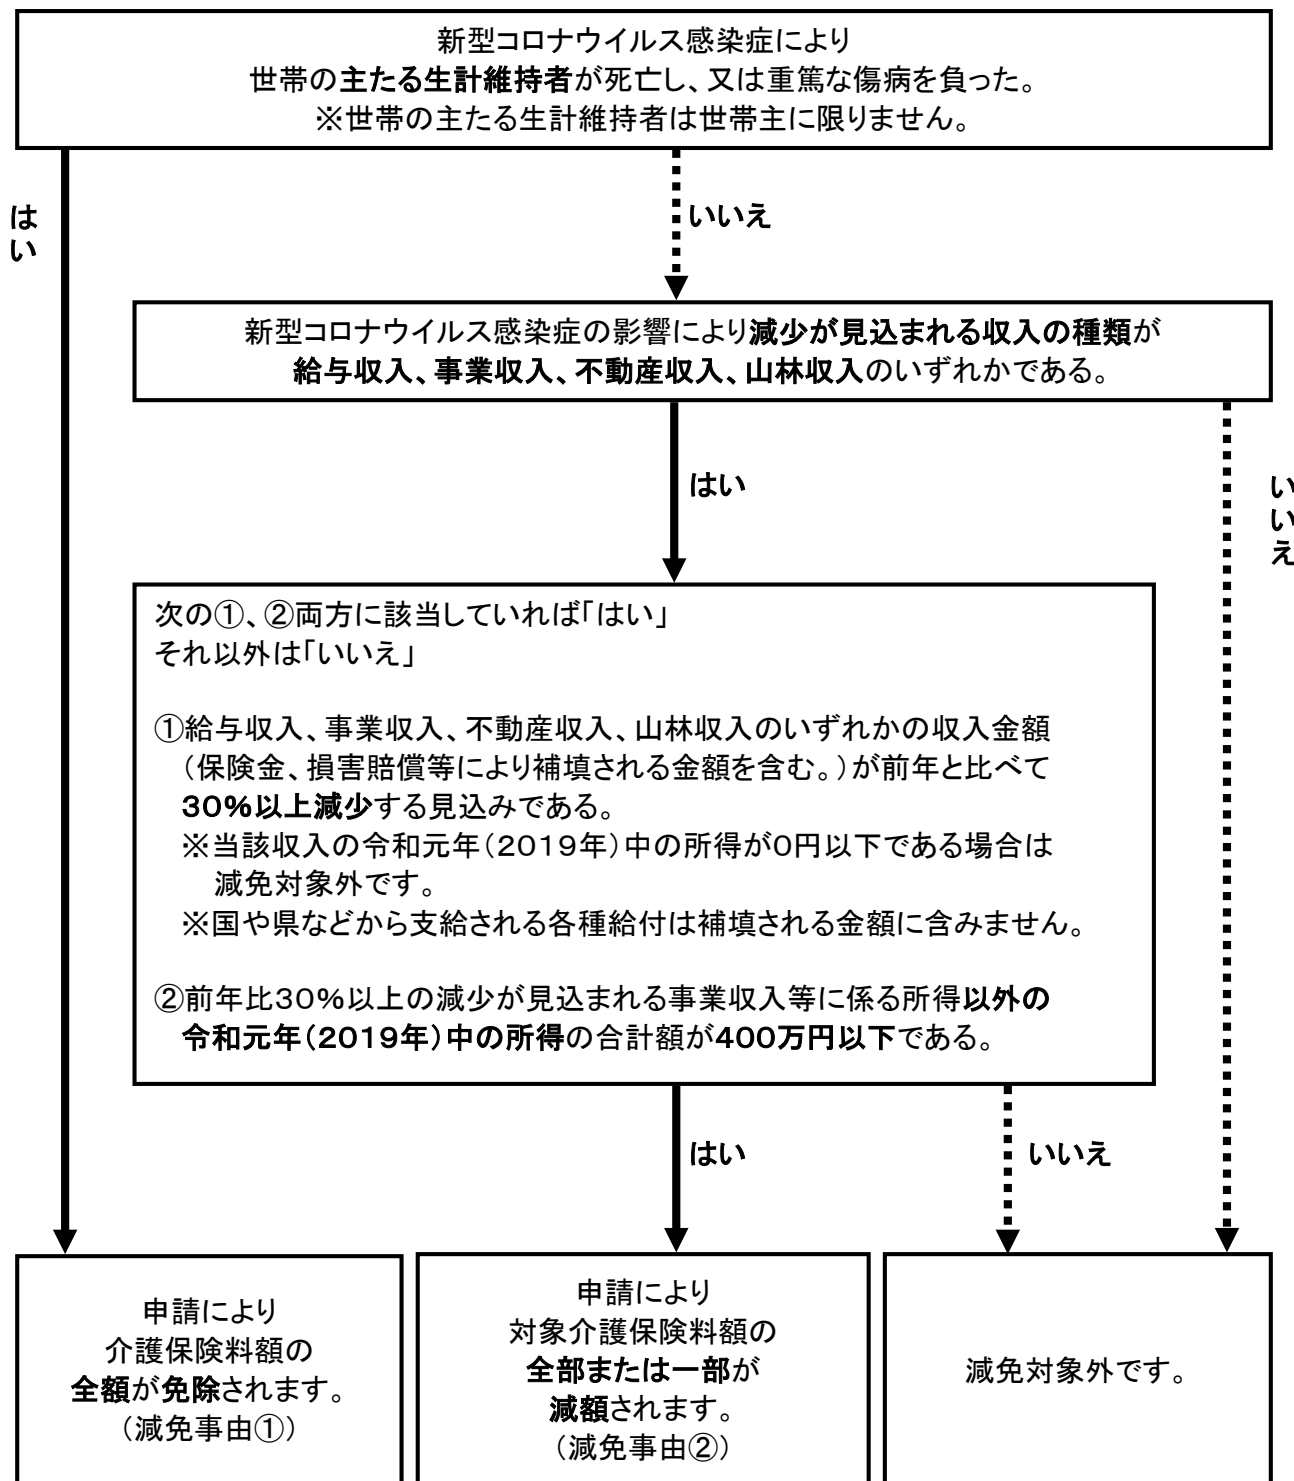 新型コロナウイルス感染症により
世帯の主たる生計維持者が死亡し、又は重篤な傷病を負った。
※世帯の主たる生計維持者は世帯主に限りません。
はい
いいえ
新型コロナウイルス感染症の影響により減少が見込まれる収入の種類が
給与収入、事業収入、不動産収入、山林収入のいずれかである。
はい
いいえ
次の①、②両方に該当していれば「はい」
それ以外は「いいえ」
①給与収入、事業収入、不動産収入、山林収入のいずれかの収入金額
（保険金、損害賠償等により補填される金額を含む。）が前年と比べて
30％以上減少する見込みである。
※当該収入の令和元年（2019年）中の所得が0円以下である場合は
減免対象外です。
※国や県などから支給される各種給付は補填される金額に含みません。
②前年比30％以上の減少が見込まれる事業収入等に係る所得以外の
令和元年（2019年）中の所得の合計額が400万円以下である。
はい
いいえ
申請により
介護保険料額の
全額が免除されます。
（減免事由①）
申請により
対象介護保険料額の
全部または一部が
減額されます。
（減免事由②）
減免対象外です。